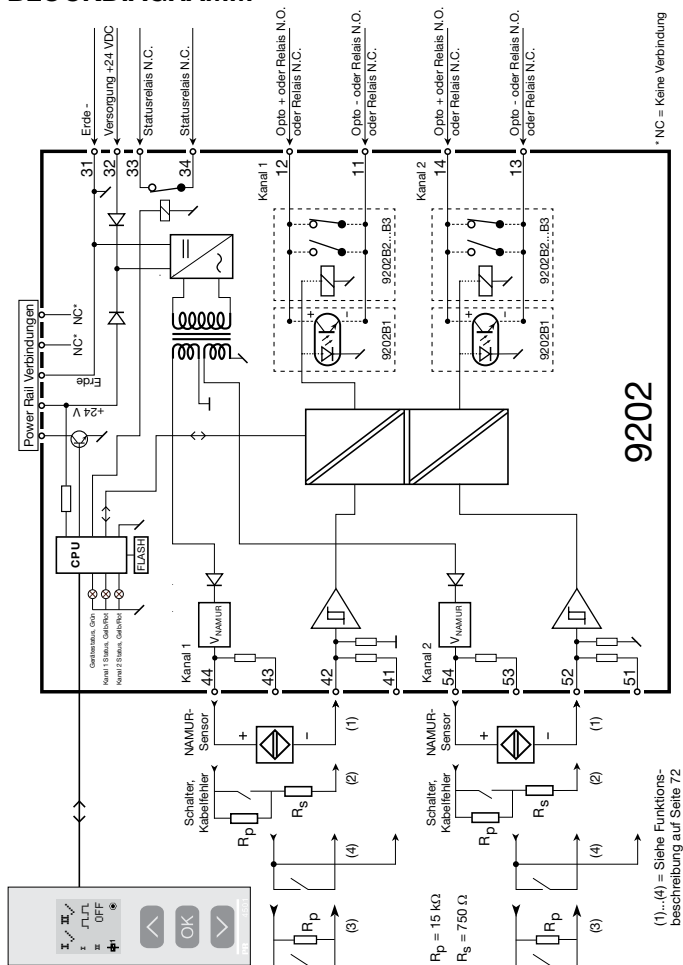 Erde -
Versorgung +24 VDC
Statusrelais N.C.
Statusrelais N.C.
Opto + oder Relais N.O.
oder Relais N.C.
Opto - oder Relais N.O.
oder Relais N.C.
Opto + oder Relais N.O.
oder Relais N.C.
Opto - oder Relais N.O.
oder Relais N.C.
* NC = Keine Verbindung
31
32
33
34
Kanal 1
12
11
Kanal 2
14
13
Power Rail Verbindungen
NC*
NC*
Erde
+24 V
9202B2...B3
9202B1
9202B2...B3
9202B1
9202
CPU
FLASH
Gerätestatus, Grün
Kanal 1 Status, Gelb/Rot
Kanal 2 Status, Gelb/Rot
V NAMUR
V NAMUR
Kanal 1
44
43
42
41
Kanal 2
54
53
52
51
NAMUR-
Sensor
+
–
(1)
Schalter,
Kabelfehler
Rp
Rs
(2)
(4)
Rp
(3)
NAMUR-
Sensor
+
–
(1)
Schalter,
Kabelfehler
Rp
Rs
(2)
(4)
Rp
(3)
Rp = 15 kΩ
Rs = 750 Ω
OFF
OK
(1)...(4) = Siehe Funktions-
beschreibung auf Seite 72